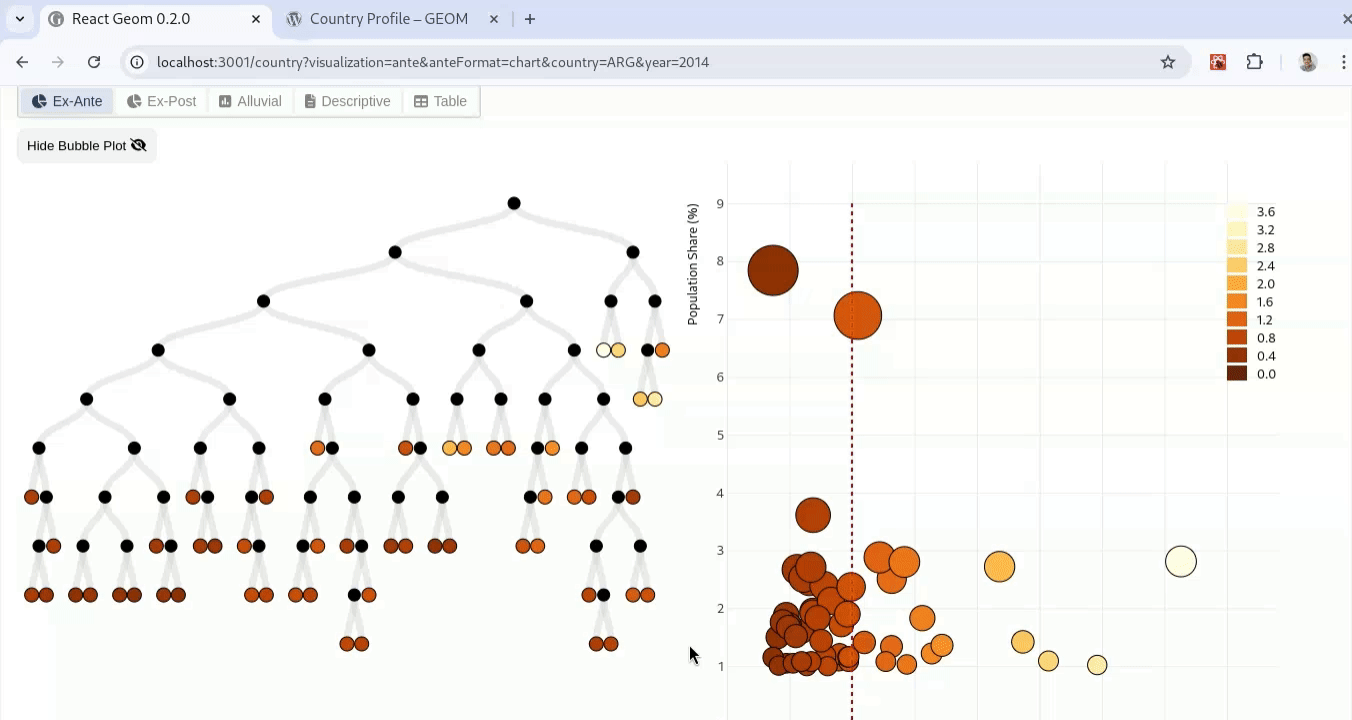 React Geom 0.2.0
Country Profile – GEOM
localhost:3001/country?visualization=ante&anteFormat=chart&country=ARG&year=2014
Ex-Ante
Ex-Post
Alluvial
Descriptive
Table
Hide Bubble Plot
Population Share (%)
9
8
7
6
5
4
3
2
1
3.6
3.2
2.8
2.4
2.0
1.6
1.2
0.8
0.4
0.0